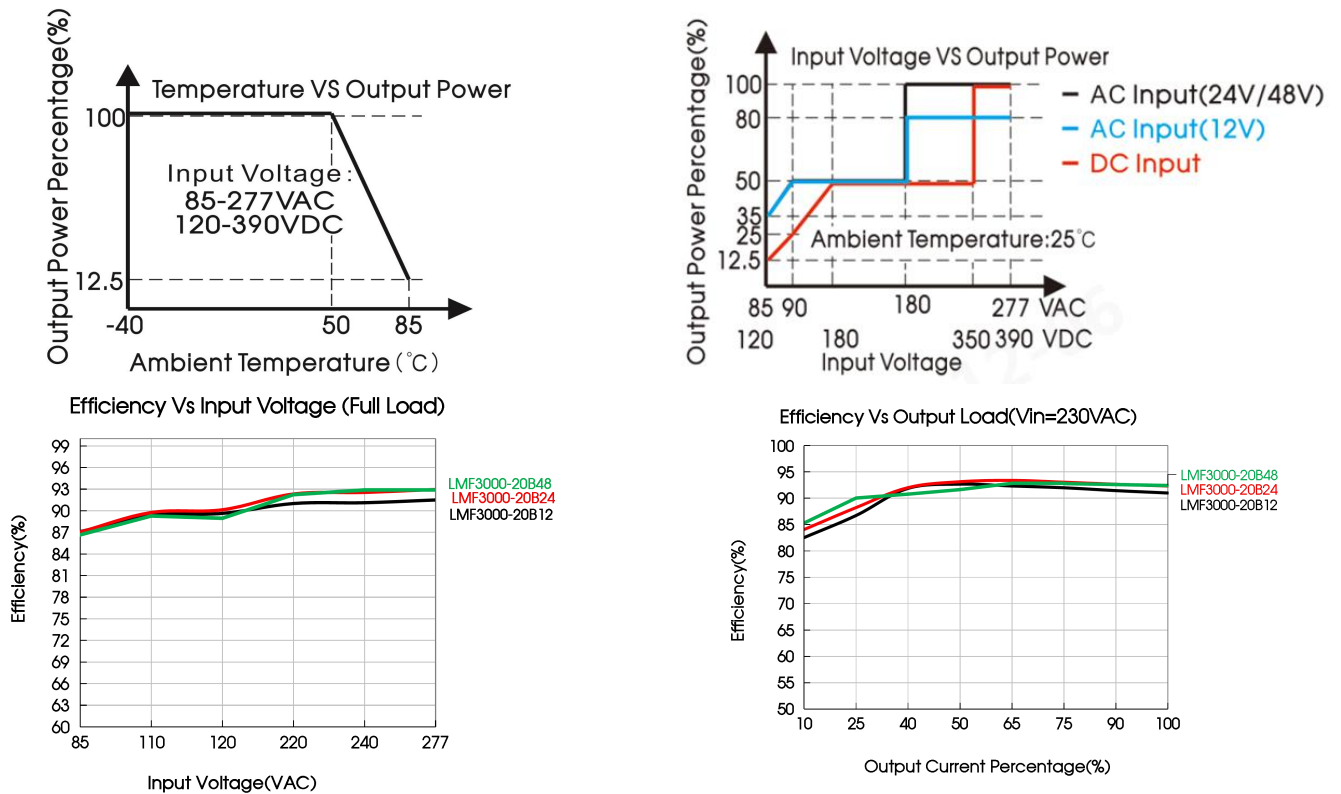 Output Power Percentage(%)
Temperature VS Output Power
100
Input Voltage:
85-277VAC
120-390VDC
12.5
-40 50 85
Ambient Temperature(℃)
Output Power Percentage(%)
Input Voltage VS Output Power
100
80
50
35
25
12.5
AC Input(24V/48V)
AC Input(12V)
DC Input
Ambient Temperature:25℃
85 90 180 277 VAC
120 180 350 390 VDC
Input Voltage
Efficiency Vs Input Voltage (Full Load)
Efficiency(%)
99
96
93
90
87
84
81
78
75
72
69
66
63
60
85 110 120 220 240 277
Input Voltage(VAC)
LMF3000-20B48
LMF3000-20B24
LMF3000-20B12
Efficiency Vs Output Load(Vin=230VAC)
Efficiency(%)
100
95
90
85
80
75
70
65
60
55
50
10 25 40 50 65 75 90 100
Output Current Percentage(%)
LMF3000-20B48
LMF3000-20B24
LMF3000-20B12